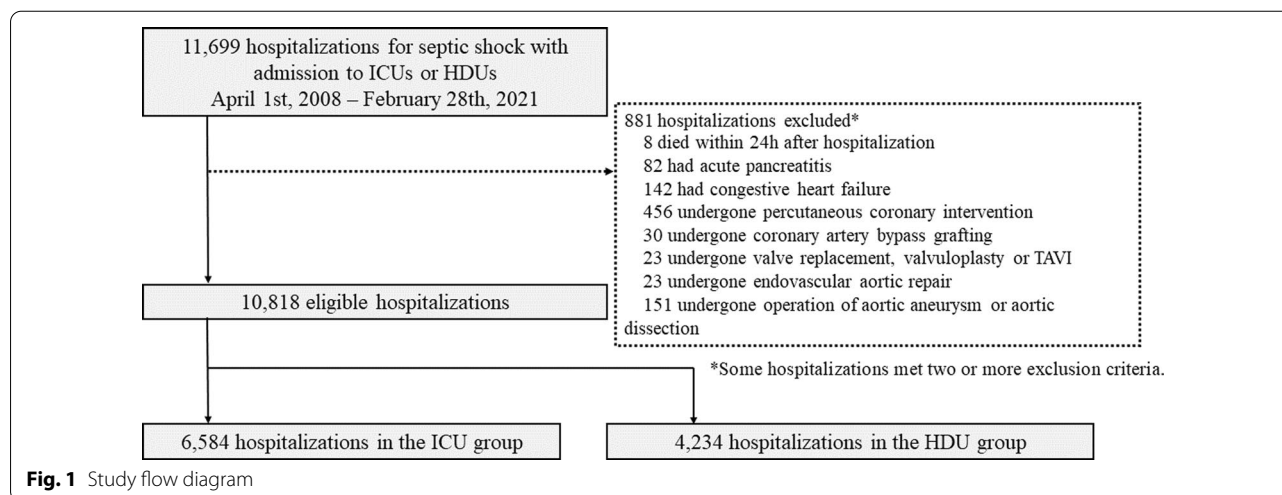 11,699 hospitalizations for septic shock with
admission to ICUs or HDUs
April 1st, 2008 – February 28th, 2021
881 hospitalizations excluded*
8 died within 24h after hospitalization
82 had acute pancreatitis
142 had congestive heart failure
456 undergone percutaneous coronary intervention
30 undergone coronary artery bypass grafting
23 undergone valve replacement, valvuloplasty or TAVI
23 undergone endovascular aortic repair
151 undergone operation of aortic aneurysm or aortic
dissection
10,818 eligible hospitalizations
*Some hospitalizations met two or more exclusion criteria.
6,584 hospitalizations in the ICU group
4,234 hospitalizations in the HDU group
Fig. 1 Study flow diagram